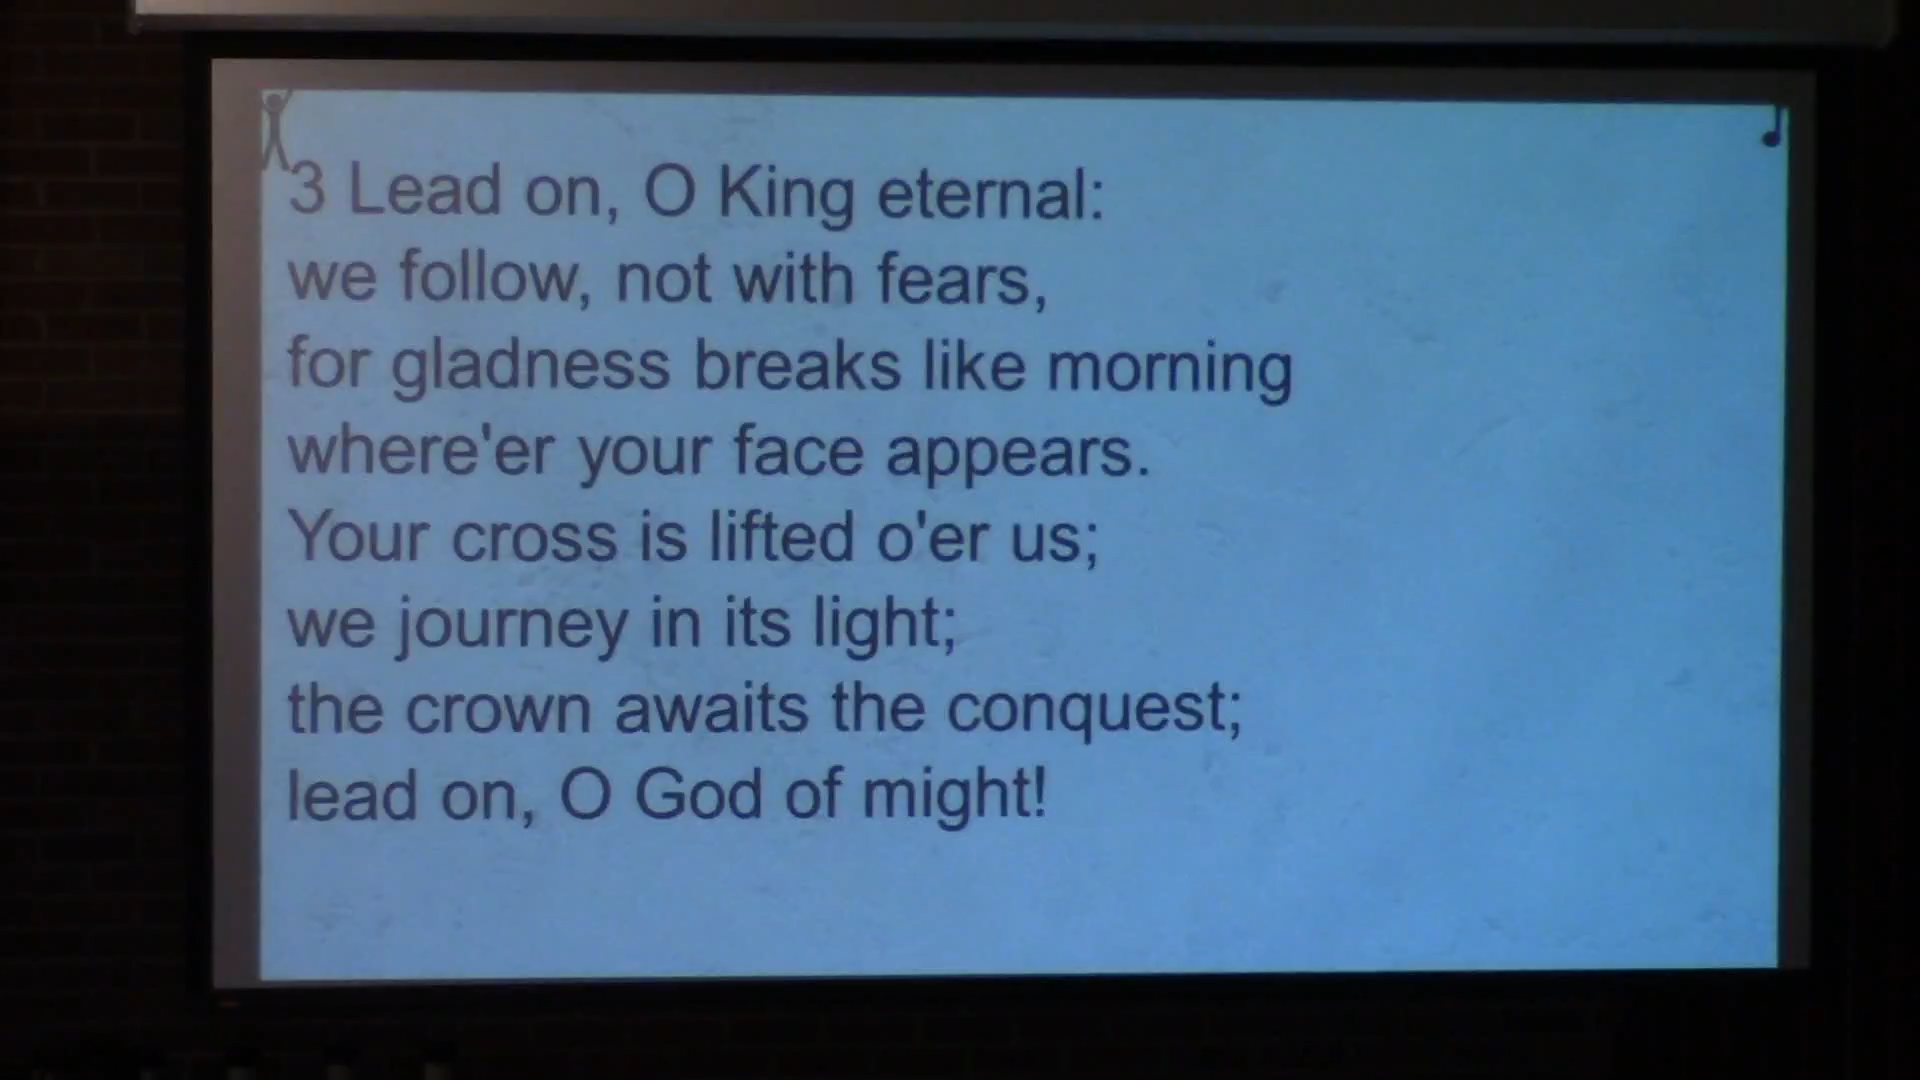 3 Lead on, O King eternal:
we follow, not with fears,
for gladness breaks like morning
where'er your face appears.
Your cross is lifted o'er us;
we journey in its light;
the crown awaits the conquest;
lead on, O God of might!